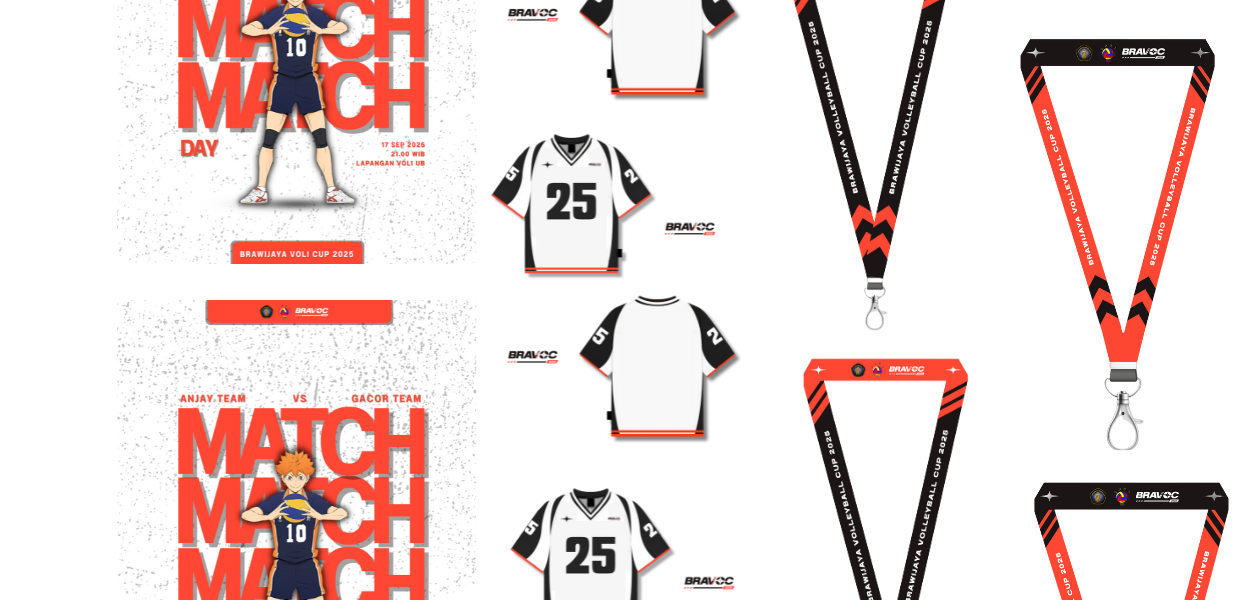 MATCH
MATCH
10
DAY
17 SEP 2025
21.00 WIB
LAPANGAN VOLI UB
BRAWIJAYA VOLI CUP 2025
BRAVOC
ANJAY TEAM VS GACOR TEAM
MATCH
MATCH
MATCH
10
BRAVOC
5 25 2
BRAVOC
BRAVOC
5 2
5 25 2
BRAVOC
BRAWIJAYA VOLLEYBALL CUP 2025
BRAWIJAYA VOLLEYBALL CUP 2025
BRAVOC
BRAWIJAYA VOLLEYBALL CUP 2025
BRAWIJAYA VOLLEYBALL CUP 2025
BRAVOC
BRAWIJAYA VOLLEYBALL CUP 2025
BRAWIJAYA VOLLEYBALL CUP 2025
BRAVOC
CUP 2025
BRAWIJAYA